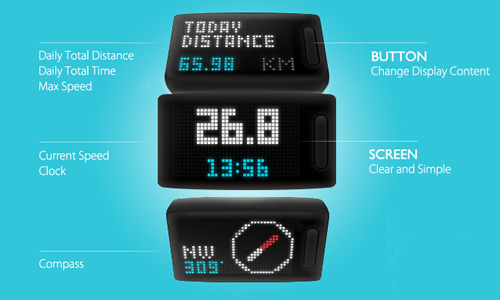 TODAY
DISTANCE
65.98 KM
Daily Total Distance
Daily Total Time
Max Speed
BUTTON
Change Display Content
26.8
13:56
Current Speed
Clock
SCREEN
Clear and Simple
NW
309°
Compass